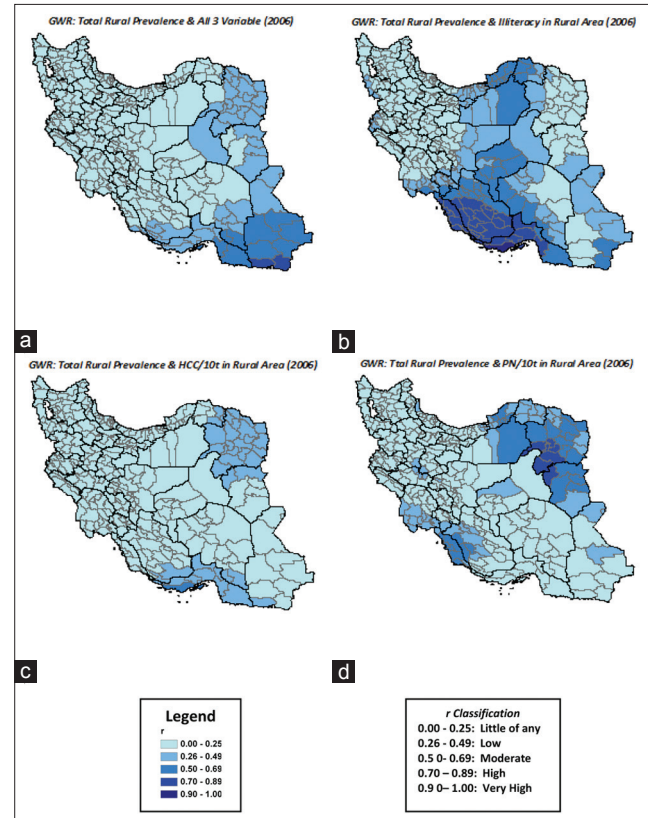 GWR: Total Rural Prevalence & All 3 Variable (2006)
GWR: Total Rural Prevalence & Illiteracy in Rural Area (2006)
a
b
GWR: Total Rural Prevalence & HCC/10t in Rural Area (2006)
GWR: Ttal Rural Prevalence & PN/10t in Rural Area (2006)
c
d
Legend
r
0.00 - 0.25
0.26 - 0.49
0.50 - 0.69
0.70 - 0.89
0.90 - 1.00
r Classification
0.00 - 0.25: Little of any
0.26 - 0.49: Low
0.5 0- 0.69: Moderate
0.70 – 0.89: High
0.9 0– 1.00: Very High